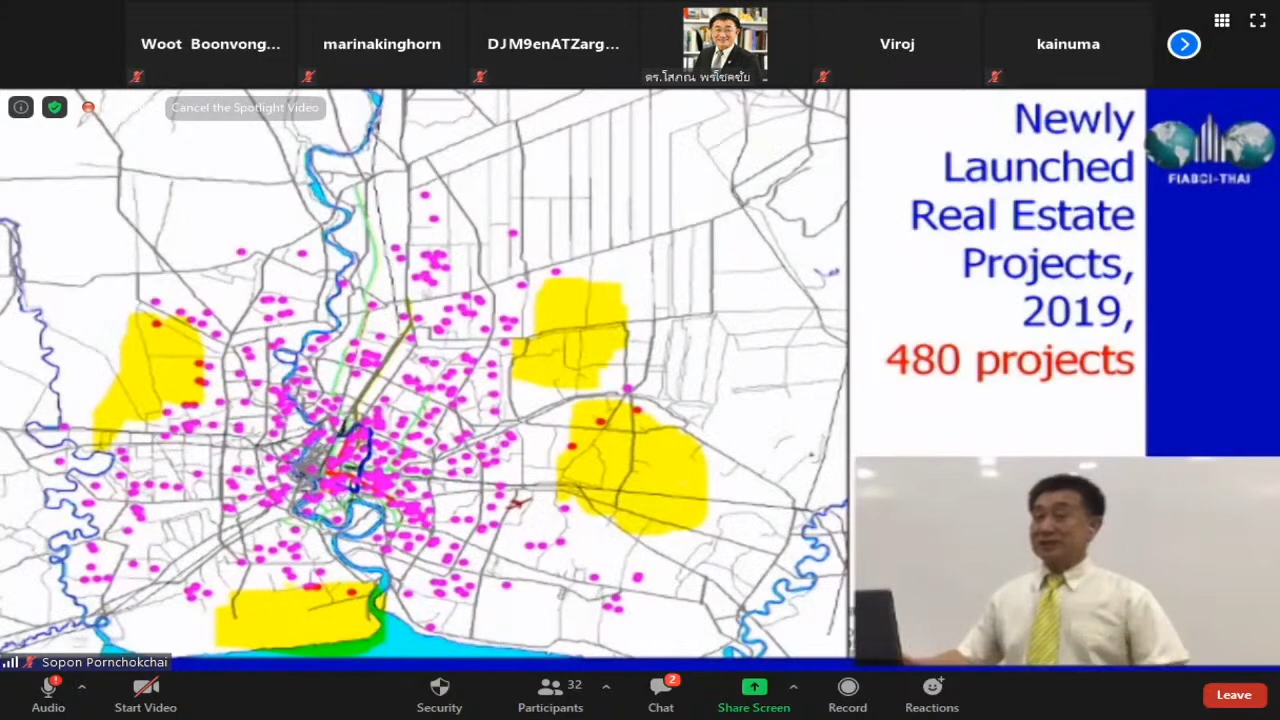 Woot Boonvong...
marinakinghorn
DJM9enATZarg...
Viroj
kainuma
ดร.โสภณ พรโชคชัย
Cancel the Spotlight Video
Newly
Launched
Real Estate
Projects,
2019,
480 projects
FIABCI-THAI
Sopon Pornchokchai
Audio
Start Video
Security
Participants
32
Chat
2
Share Screen
Record
Reactions
Leave